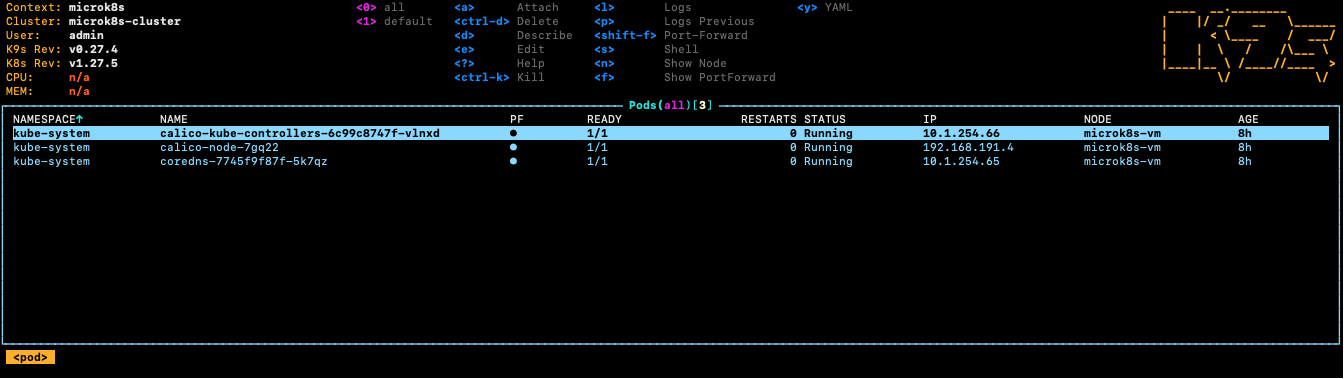 Context: microk8s <0> all <a> Attach <l> Logs <y> YAML
Cluster: microk8s-cluster <1> default <ctrl-d> Delete <p> Logs Previous
User: admin <d> Describe <shift-f> Port-Forward
K9s Rev: v0.27.4 <e> Edit <s> Shell
K8s Rev: v1.27.5 <?> Help <n> Show Node
CPU: n/a <ctrl-k> Kill <f> Show PortForward
MEM: n/a
Pods(all)[3]
NAMESPACE↑ NAME PF READY RESTARTS STATUS IP NODE AGE
kube-system calico-kube-controllers-6c99c8747f-vlnxd ● 1/1 0 Running 10.1.254.66 microk8s-vm 8h
kube-system calico-node-7gq22 ● 1/1 0 Running 192.168.191.4 microk8s-vm 8h
kube-system coredns-7745f9f87f-5k7qz ● 1/1 0 Running 10.1.254.65 microk8s-vm 8h
<pod>